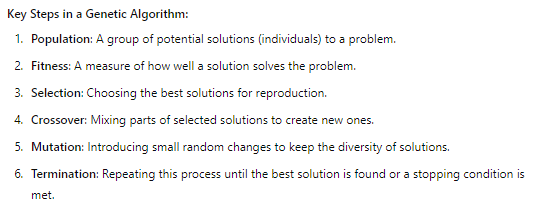 Key Steps in a Genetic Algorithm:
1. Population: A group of potential solutions (individuals) to a problem.
2. Fitness: A measure of how well a solution solves the problem.
3. Selection: Choosing the best solutions for reproduction.
4. Crossover: Mixing parts of selected solutions to create new ones.
5. Mutation: Introducing small random changes to keep the diversity of solutions.
6. Termination: Repeating this process until the best solution is found or a stopping condition is
met.